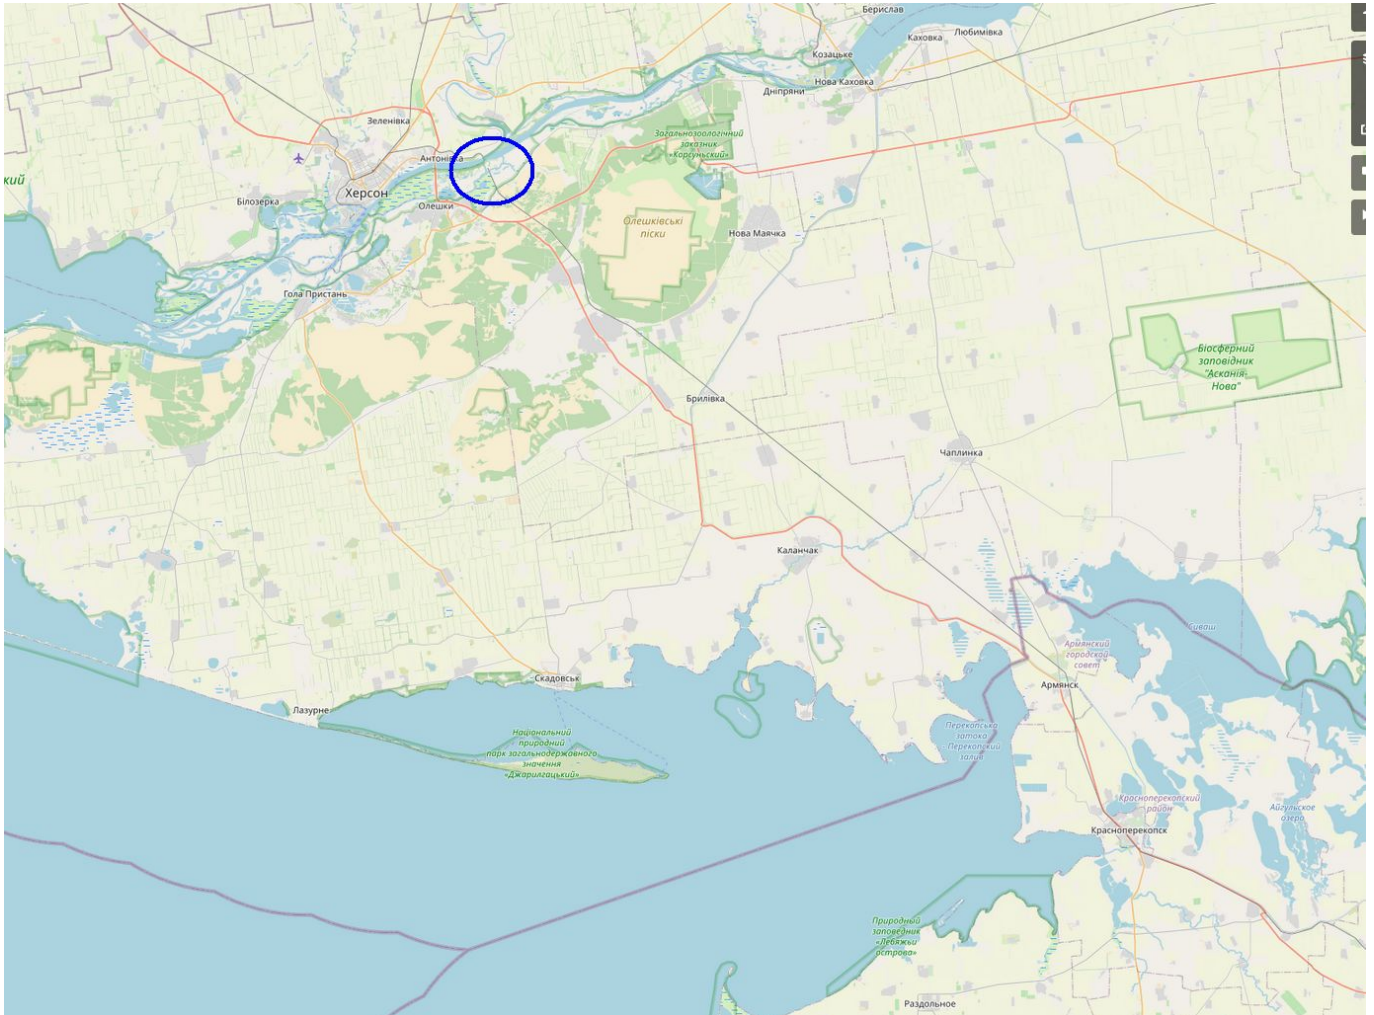 Берислав
Каховка
Любимівка
Козацьке
Нова Каховка
Дніпряни
Зеленівка
Загальнозоологічний
заказник
«Корсунський»
Антонівка
кий
Херсон
Білозерка
Олешки
Олешківські
піски
Нова Маячка
Гола Пристань
Біосферний
заповідник
"Асканія-
Нова"
Брилівка
Чаплинка
Каланчак
Сиваш
Армянский
городской
совет
Скадовськ
Армянск
Лазурне
Перекопська
затока
Перекопский
залив
Національний
природний
парк загальнодержавного
значення
«Джарилгацький»
Красноперекопский
район
Айгульское
озеро
Красноперекопск
Природный
заповедник
«Лебяжьи
острова»
Раздольное